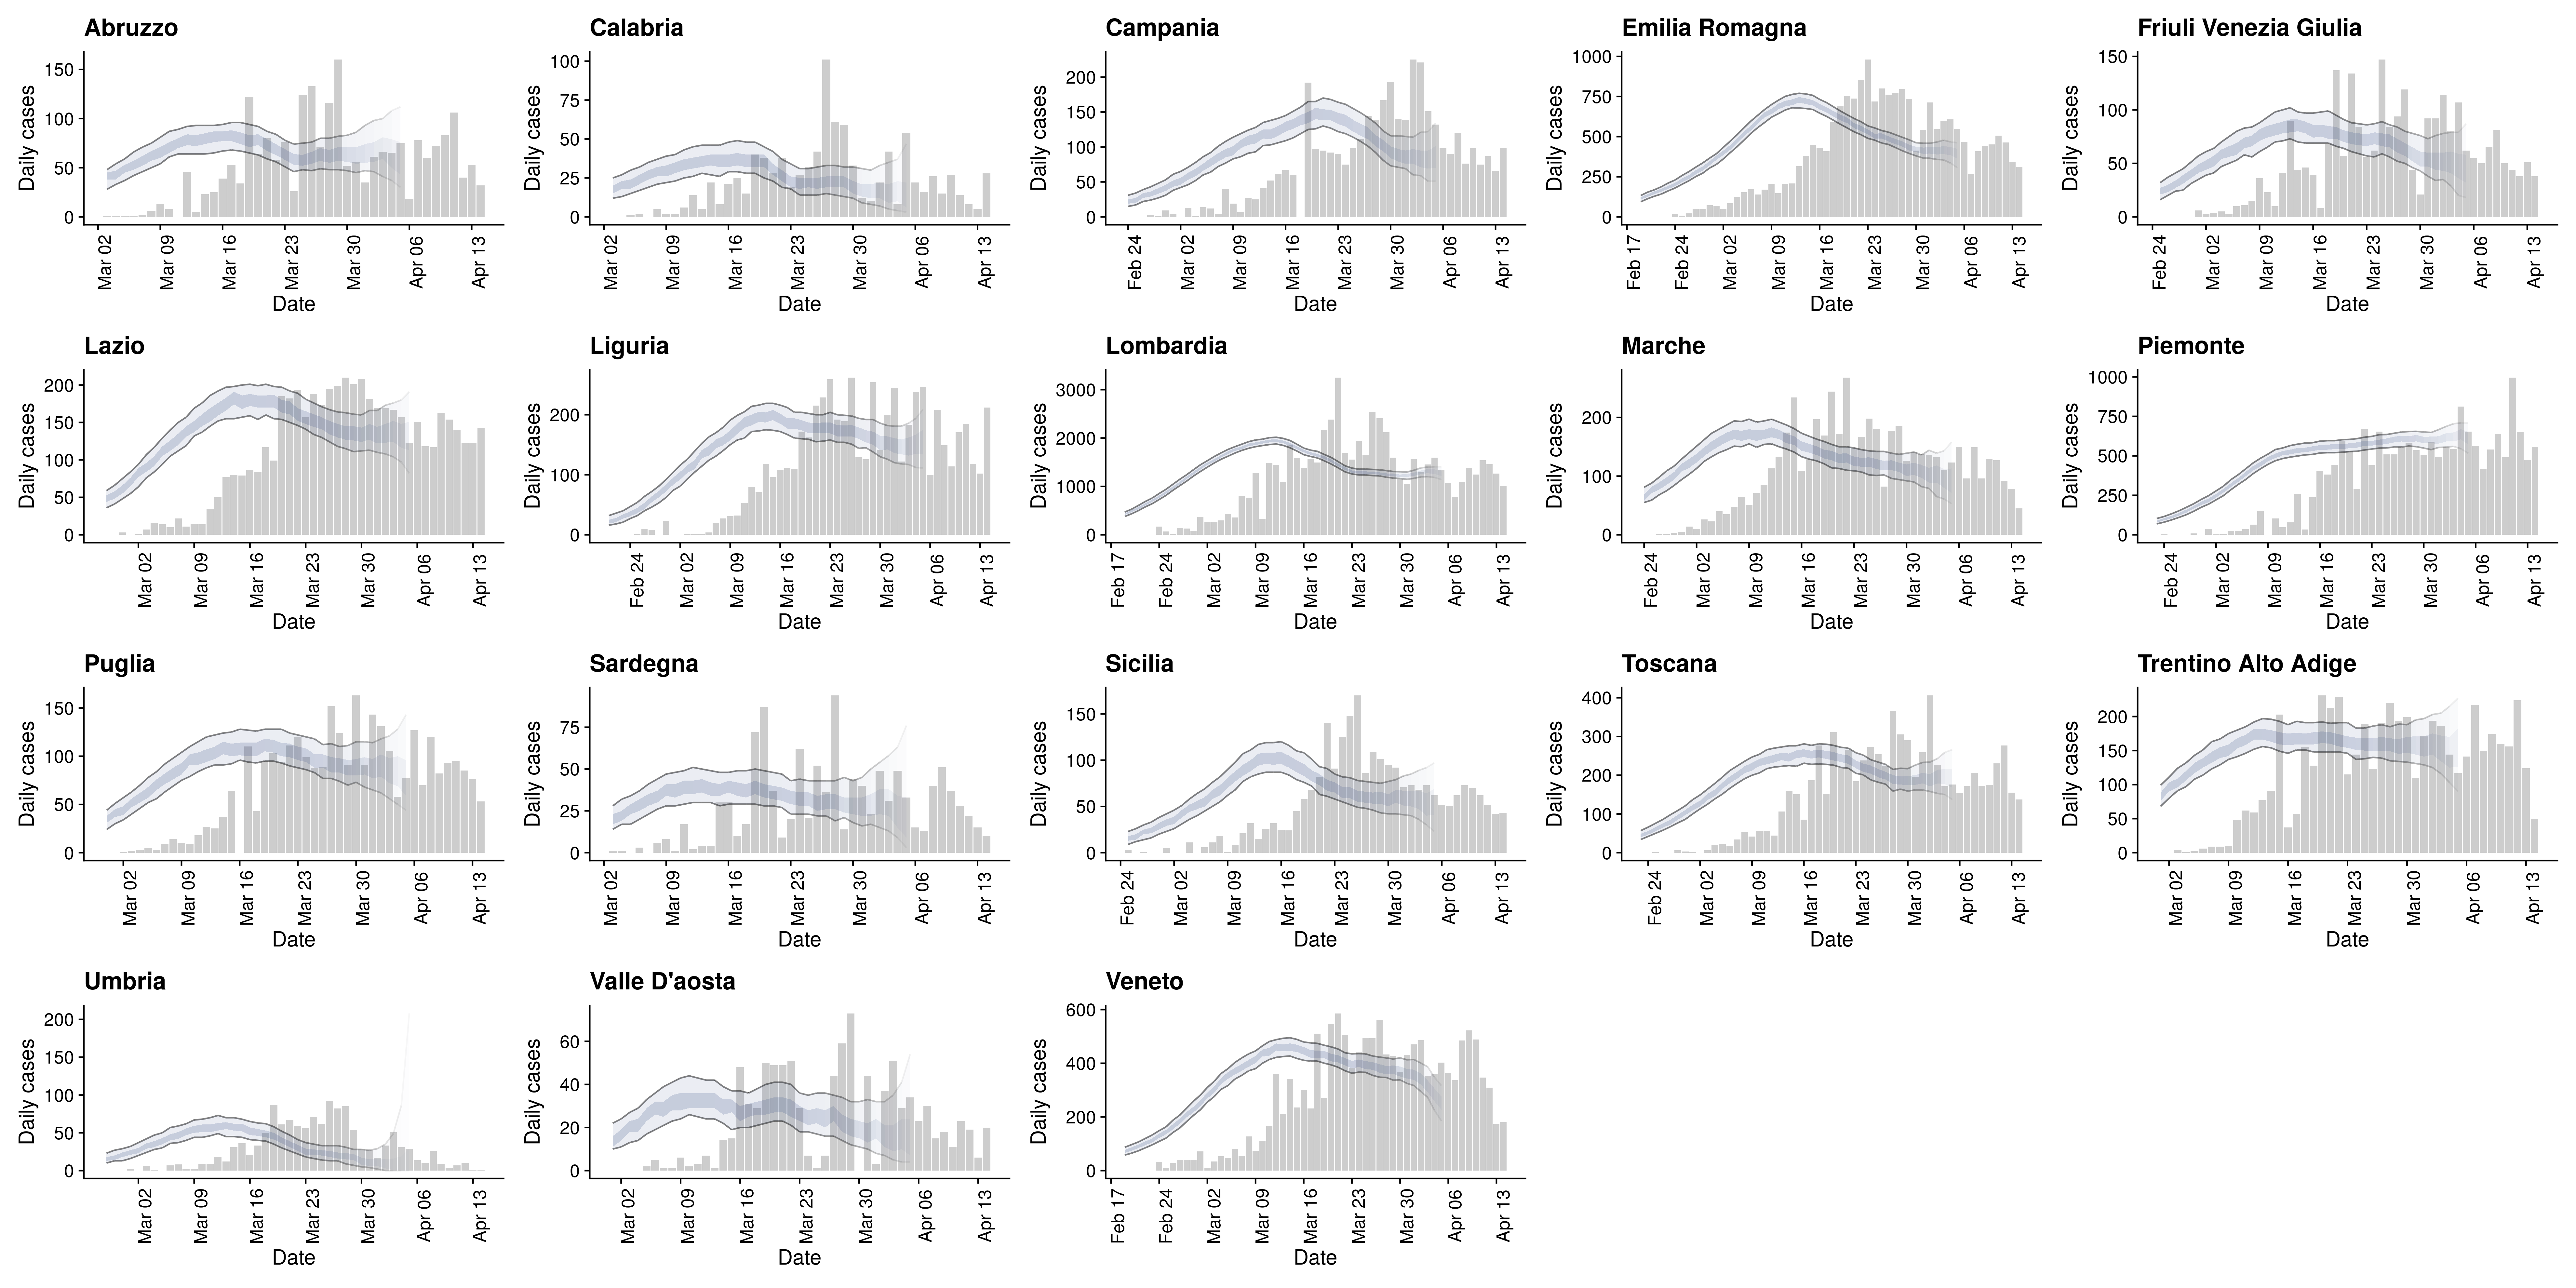 Abruzzo
Daily cases
150
100
50
0
Mar 02
Mar 09
Mar 16
Mar 23
Mar 30
Apr 06
Apr 13
Date
Calabria
Daily cases
100
75
50
25
0
Mar 02
Mar 09
Mar 16
Mar 23
Mar 30
Apr 06
Apr 13
Date
Campania
Daily cases
200
150
100
50
0
Feb 24
Mar 02
Mar 09
Mar 16
Mar 23
Mar 30
Apr 06
Apr 13
Date
Emilia Romagna
Daily cases
1000
750
500
250
0
Feb 17
Feb 24
Mar 02
Mar 09
Mar 16
Mar 23
Mar 30
Apr 06
Apr 13
Date
Friuli Venezia Giulia
Daily cases
150
100
50
0
Feb 24
Mar 02
Mar 09
Mar 16
Mar 23
Mar 30
Apr 06
Apr 13
Date
Lazio
Daily cases
200
150
100
50
0
Mar 02
Mar 09
Mar 16
Mar 23
Mar 30
Apr 06
Apr 13
Date
Liguria
Daily cases
200
100
0
Feb 24
Mar 02
Mar 09
Mar 16
Mar 23
Mar 30
Apr 06
Apr 13
Date
Lombardia
Daily cases
3000
2000
1000
0
Feb 17
Feb 24
Mar 02
Mar 09
Mar 16
Mar 23
Mar 30
Apr 06
Apr 13
Date
Marche
Daily cases
200
100
0
Feb 24
Mar 02
Mar 09
Mar 16
Mar 23
Mar 30
Apr 06
Apr 13
Date
Piemonte
Daily cases
1000
750
500
250
0
Feb 24
Mar 02
Mar 09
Mar 16
Mar 23
Mar 30
Apr 06
Apr 13
Date
Puglia
Daily cases
150
100
50
0
Mar 02
Mar 09
Mar 16
Mar 23
Mar 30
Apr 06
Apr 13
Date
Sardegna
Daily cases
75
50
25
0
Mar 02
Mar 09
Mar 16
Mar 23
Mar 30
Apr 06
Apr 13
Date
Sicilia
Daily cases
150
100
50
0
Feb 24
Mar 02
Mar 09
Mar 16
Mar 23
Mar 30
Apr 06
Apr 13
Date
Toscana
Daily cases
400
300
200
100
0
Feb 24
Mar 02
Mar 09
Mar 16
Mar 23
Mar 30
Apr 06
Apr 13
Date
Trentino Alto Adige
Daily cases
200
150
100
50
0
Mar 02
Mar 09
Mar 16
Mar 23
Mar 30
Apr 06
Apr 13
Date
Umbria
Daily cases
200
150
100
50
0
Mar 02
Mar 09
Mar 16
Mar 23
Mar 30
Apr 06
Apr 13
Date
Valle D'aosta
Daily cases
60
40
20
0
Mar 02
Mar 09
Mar 16
Mar 23
Mar 30
Apr 06
Apr 13
Date
Veneto
Daily cases
600
400
200
0
Feb 17
Feb 24
Mar 02
Mar 09
Mar 16
Mar 23
Mar 30
Apr 06
Apr 13
Date